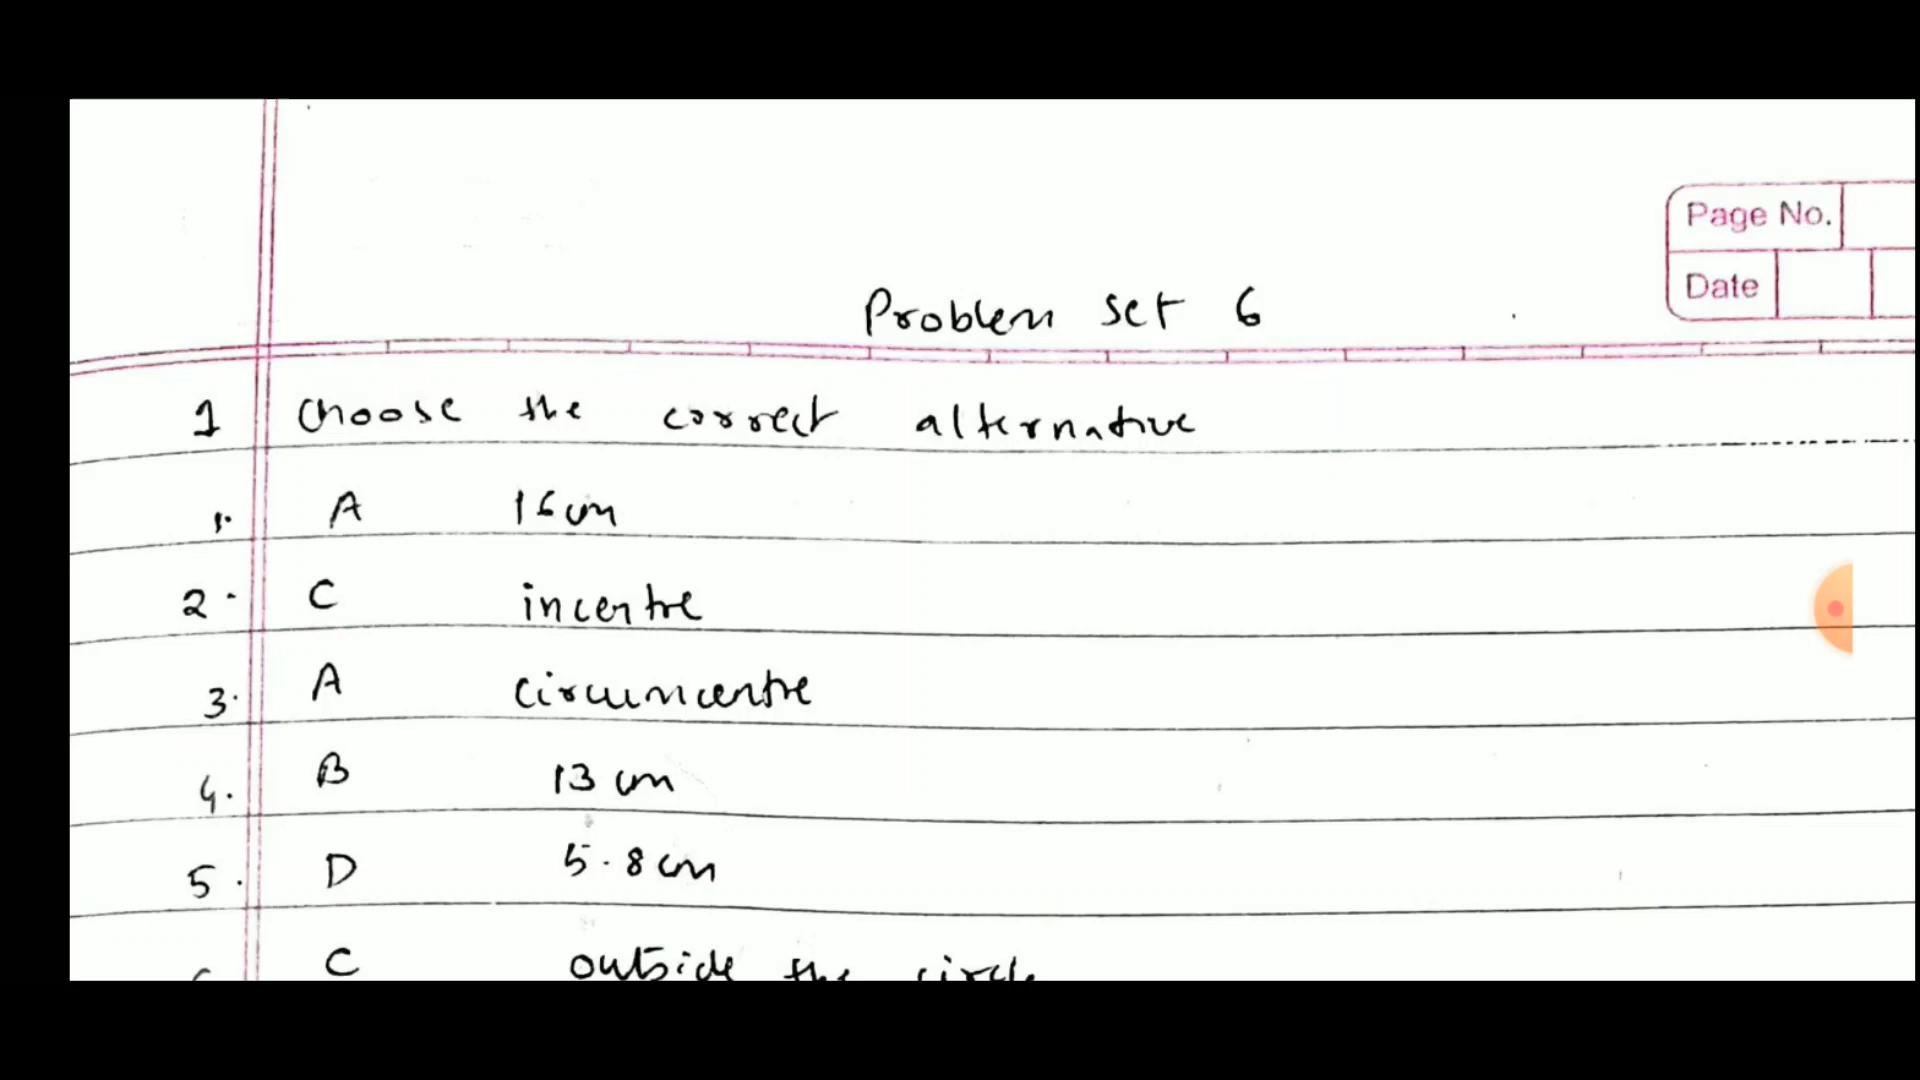 Page No.
Date
Problem set 6
1 Choose the correct alternative
1. A 16 cm
2. C incentre
3. A circumcentre
4. B 13 cm
5. D 5.8 cm
C outside the circle